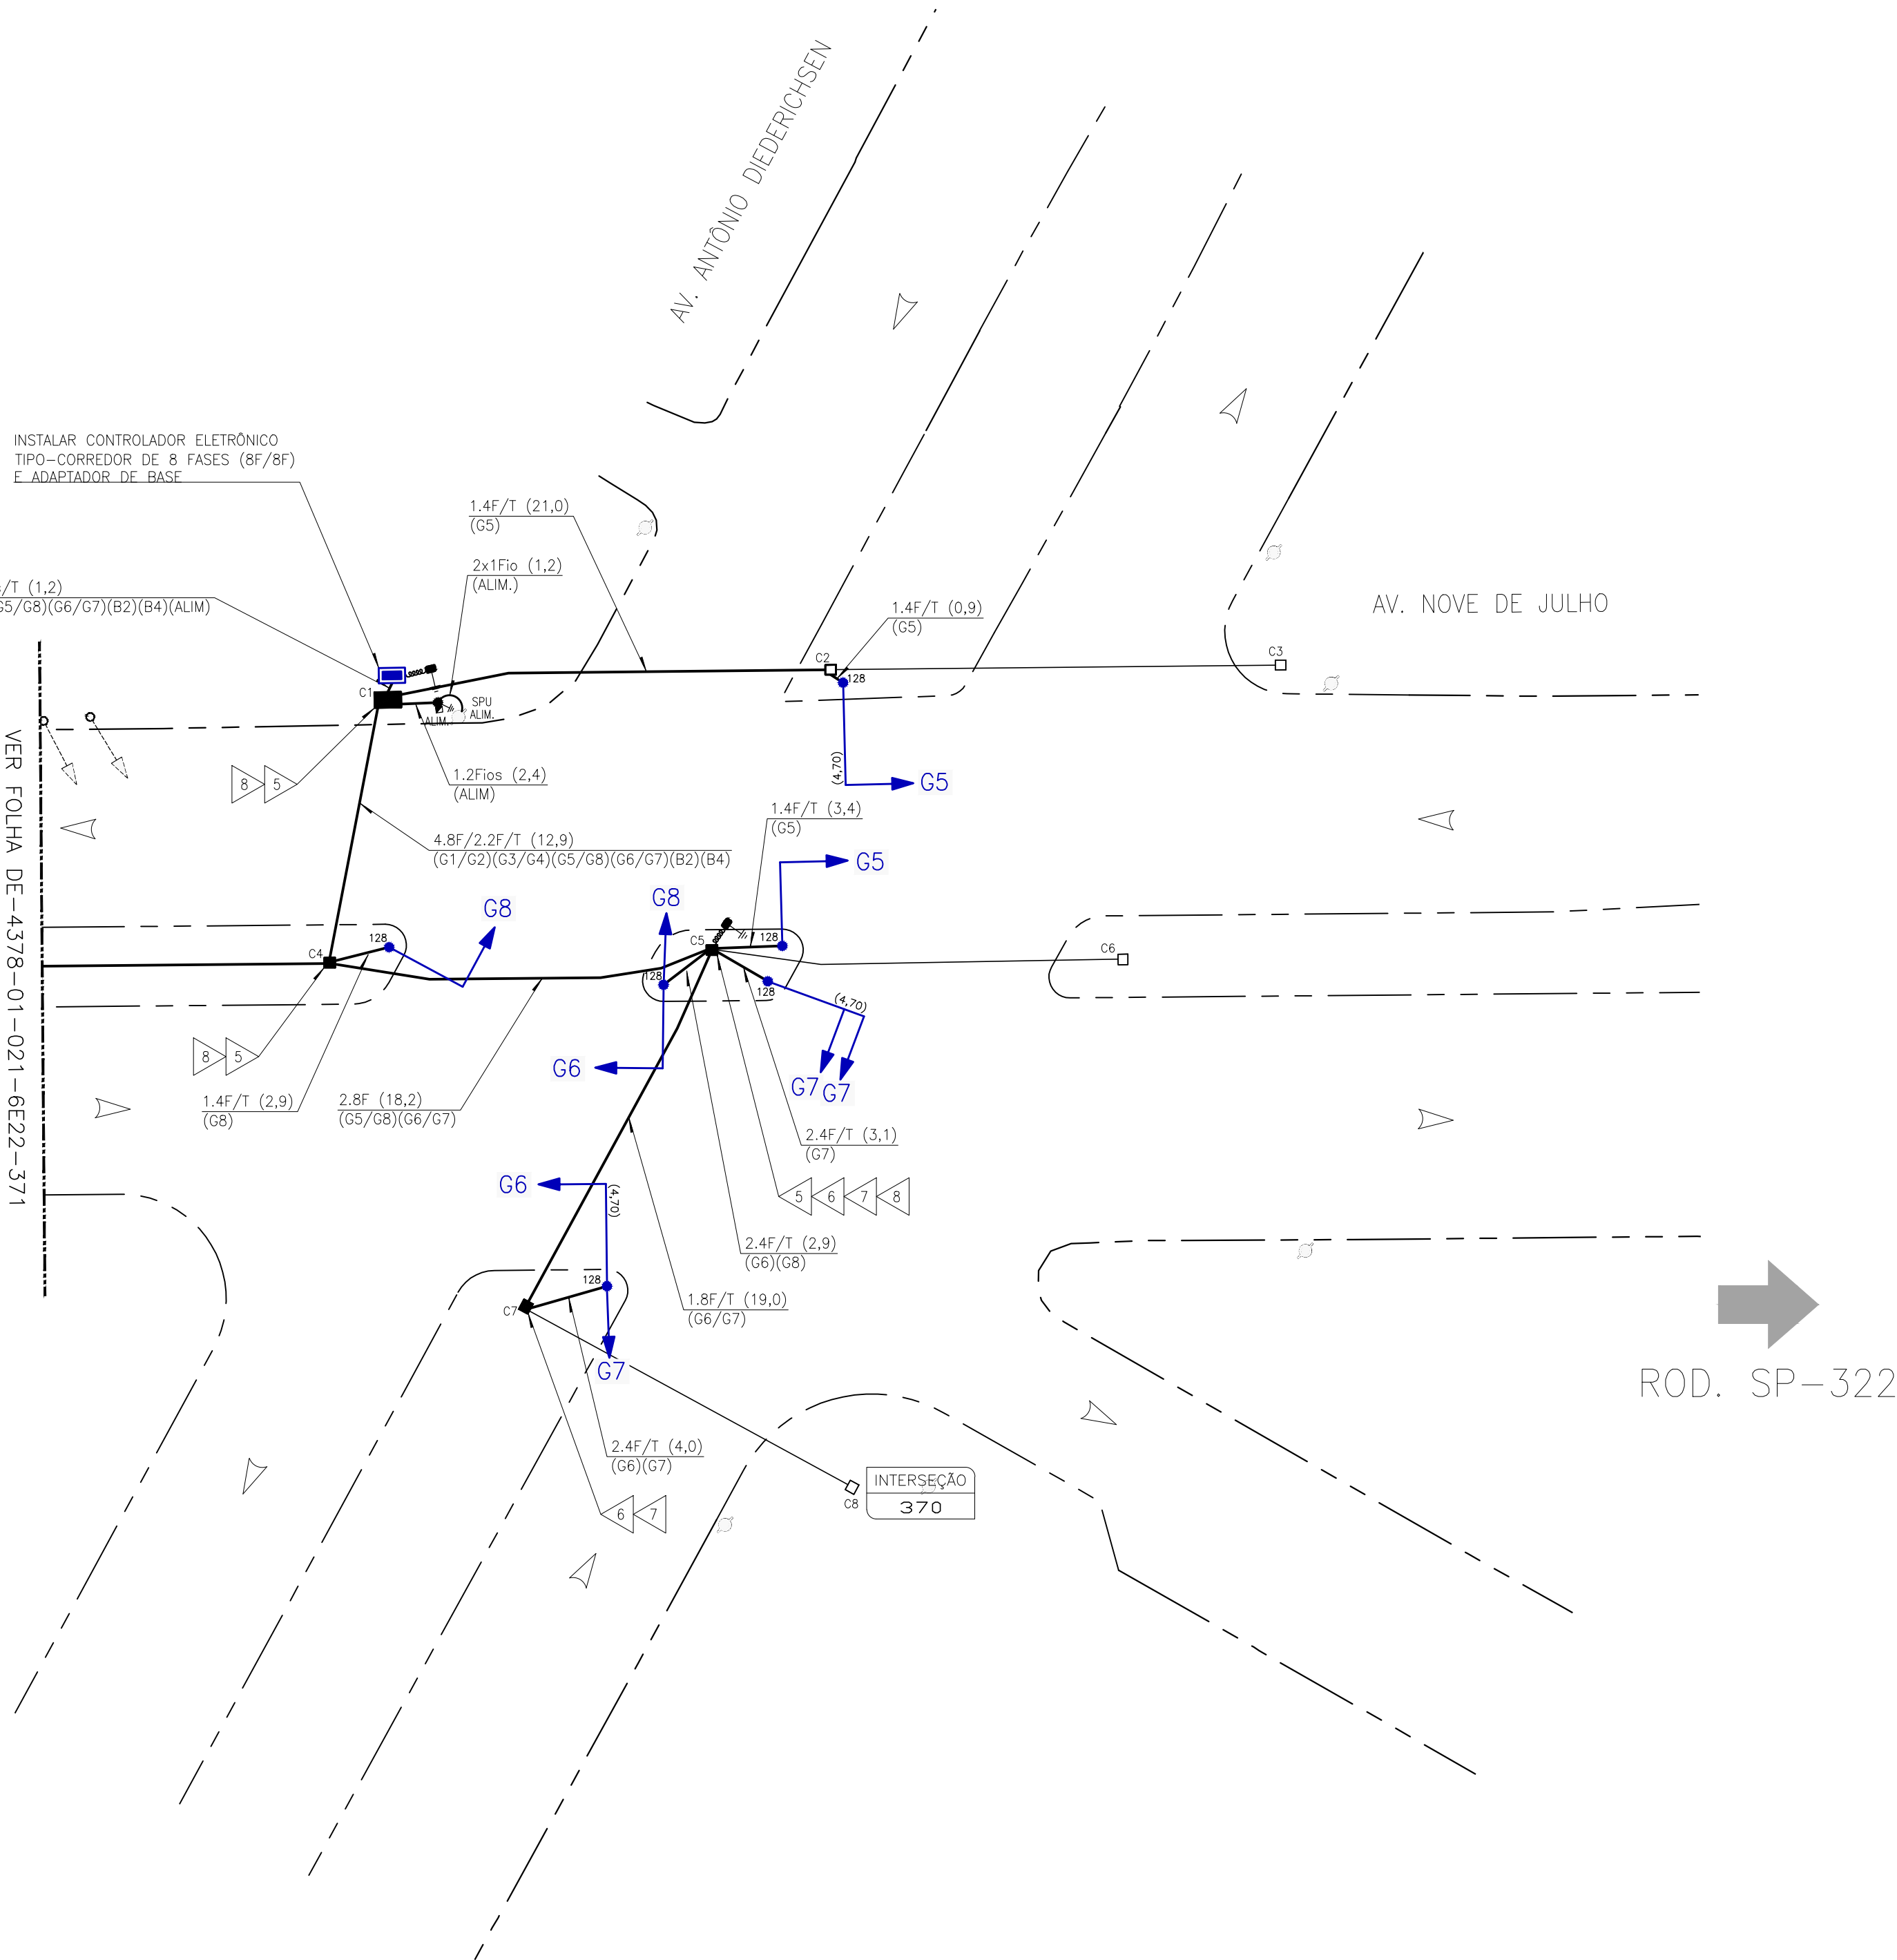 AV. ANTÔNIO DIEDERICHSEN
INSTALAR CONTROLADOR ELETRÔNICO
TIPO-CORREDOR DE 8 FASES (8F/8F)
E ADAPTADOR DE BASE
1.4F/T (21,0)
(G5)
2x1Fio (1,2)
(ALIM.)
/T (1,2)
G5/G8)(G6/G7)(B2)(B4)(ALIM)
1.4F/T (0,9)
(G5)
AV. NOVE DE JULHO
C2
C3
128
C1
SPU
ALIM.
ALIM.
8
5
1.2Fios (2,4)
(ALIM)
(4,70)
G5
1.4F/T (3,4)
(G5)
4.8F/2.2F/T (12,9)
(G1/G2)(G3/G4)(G5/G8)(G6/G7)(B2)(B4)
G5
VER FOLHA DE-4378-01-021-6E22-371
G8
G8
128
C4
C5
128
128
128
C6
(4,70)
8
5
G6
G7
G7
1.4F/T (2,9)
(G8)
2.8F (18,2)
(G5/G8)(G6/G7)
2.4F/T (3,1)
(G7)
G6
(4,70)
5
6
7
8
2.4F/T (2,9)
(G6)(G8)
128
C7
1.8F/T (19,0)
(G6/G7)
G7
ROD. SP-322
2.4F/T (4,0)
(G6)(G7)
6
7
C8
INTERSEÇÃO
370